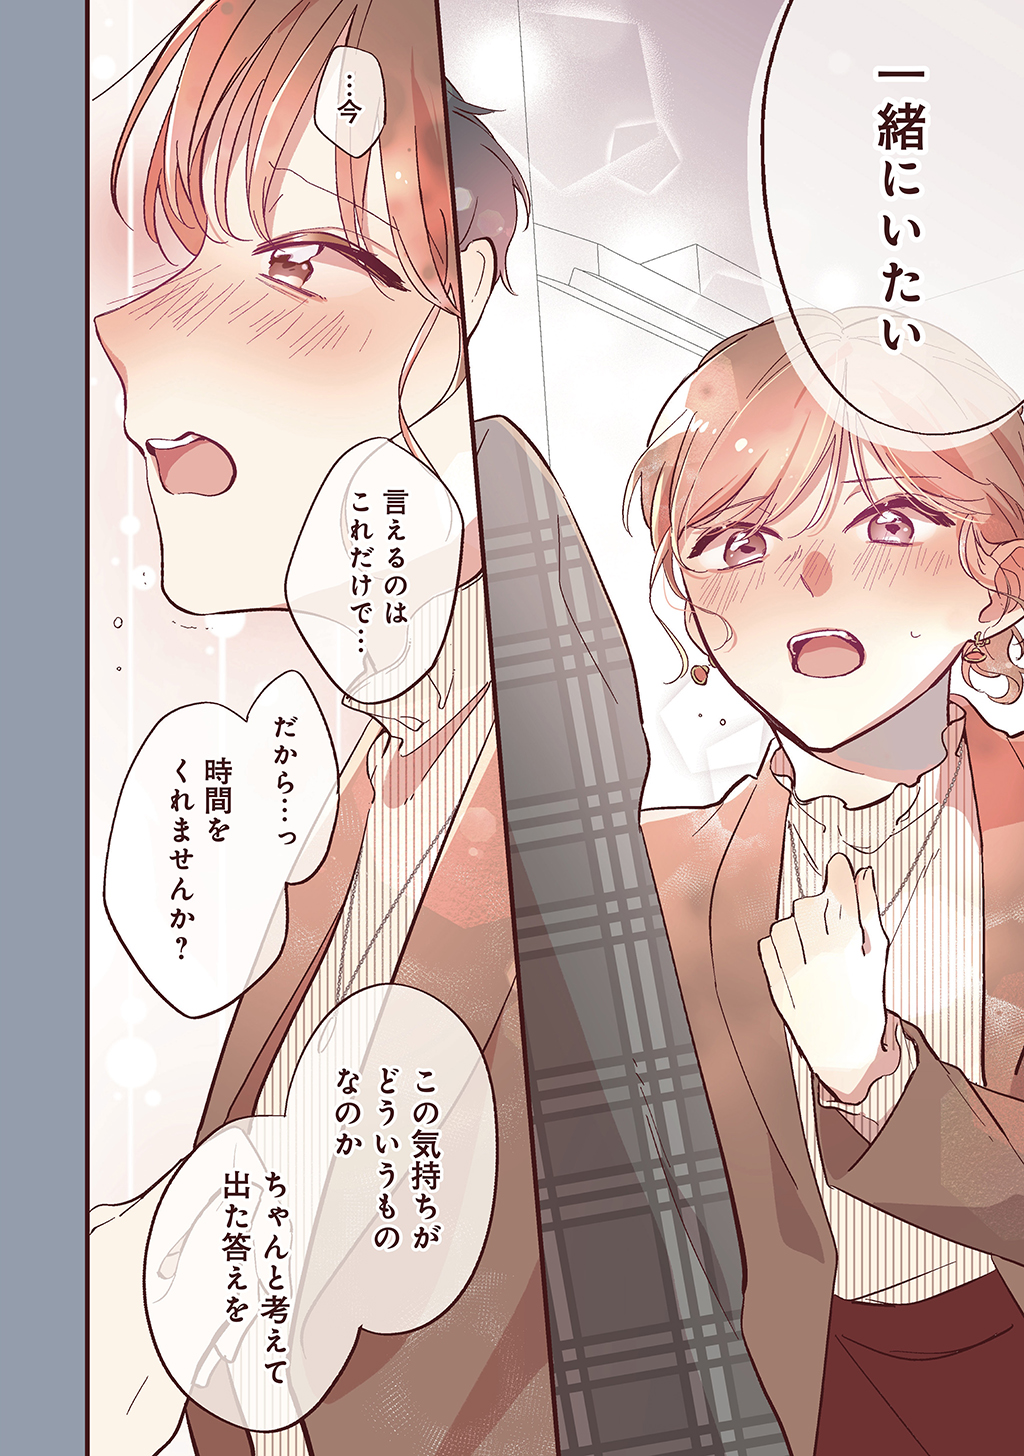 一緒にいたい
…今
言えるのは
これだけで…
だから…っ
時間を
くれませんか？
この気持ちが
どういうもの
なのか
ちゃんと考えて
出た答えを